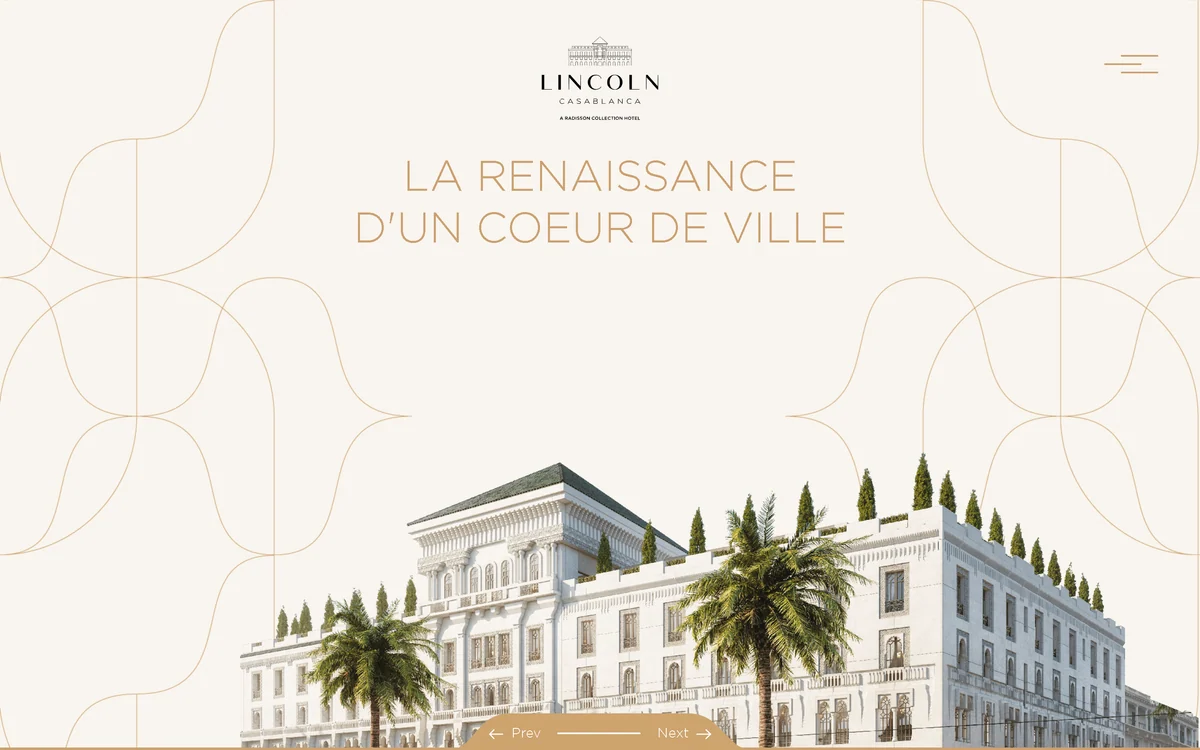 LINCOLN
CASABLANCA
A RADISSON COLLECTION HOTEL
LA RENAISSANCE
D'UN COEUR DE VILLE
← Prev
Next →